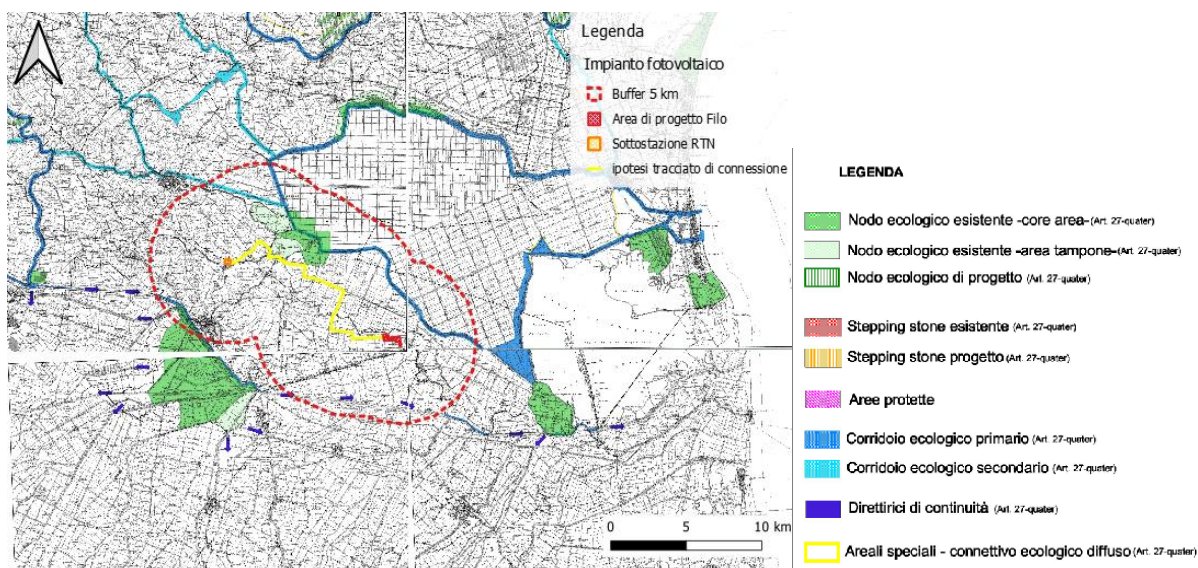 Legenda
Impianto fotovoltaico
Buffer 5 km
Area di progetto Filo
Sottostazione RTN
ipotesi tracciato di connessione
0 5 10 km
LEGENDA
Nodo ecologico esistente -core area- (Art. 27-quater)
Nodo ecologico esistente -area tampone- (Art. 27-quater)
Nodo ecologico di progetto (Art. 27-quater)
Stepping stone esistente (Art. 27-quater)
Stepping stone progetto (Art. 27-quater)
Aree protette
Corridoio ecologico primario (Art. 27-quater)
Corridoio ecologico secondario (Art. 27-quater)
Direttirici di continuità (Art. 27-quater)
Areali speciali - connettivo ecologico diffuso (Art. 27-quater)